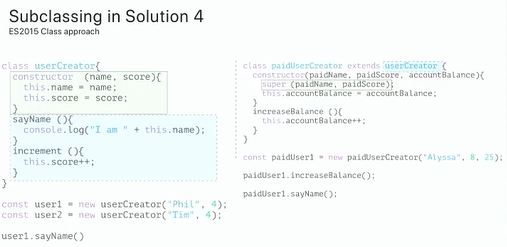 Subclassing in Solution 4
ES2015 Class approach
class userCreator{
constructor (name, score){
this.name = name;
this.score = score;
}
sayName (){
console.log("I am " + this.name);
}
increment (){
this.score++;
}
}
const user1 = new userCreator("Phil", 4);
const user2 = new userCreator("Tim", 4);
user1.sayName()
class paidUserCreator extends userCreator {
constructor(paidName, paidScore, accountBalance){
super (paidName, paidScore);
this.accountBalance = accountBalance;
}
increaseBalance (){
this.accountBalance++;
}
}
const paidUser1 = new paidUserCreator("Alyssa", 8, 25);
paidUser1.increaseBalance();
paidUser1.sayName();